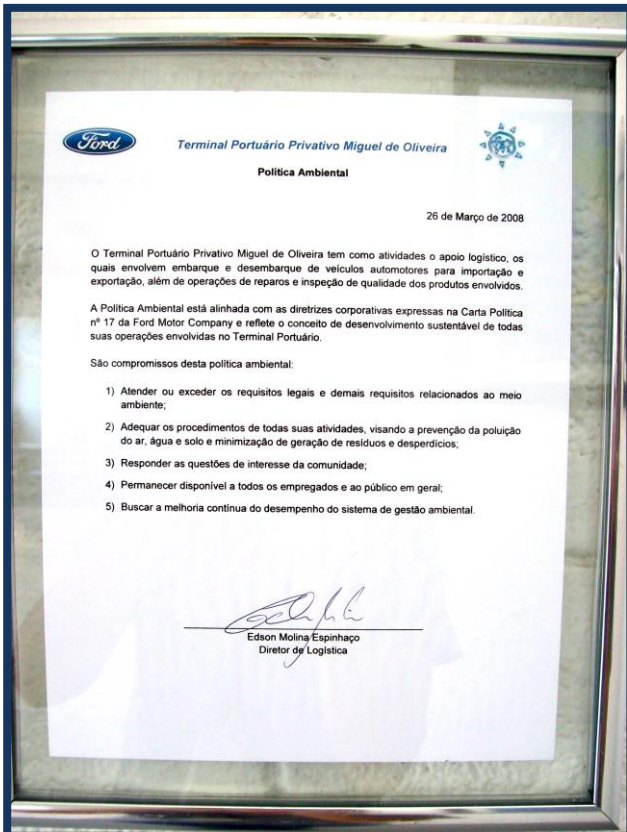 Ford
Terminal Portuário Privativo Miguel de Oliveira
Política Ambiental
26 de Março de 2008
O Terminal Portuário Privativo Miguel de Oliveira tem como atividades o apoio logístico, os
quais envolvem embarque e desembarque de veículos automotores para importação e
exportação, além de operações de reparos e inspeção de qualidade dos produtos envolvidos.
A Política Ambiental está alinhada com as diretrizes corporativas expressas na Carta Política
nº 17 da Ford Motor Company e reflete o conceito de desenvolvimento sustentável de todas
suas operações envolvidas no Terminal Portuário.
São compromissos desta política ambiental:
1) Atender ou exceder os requisitos legais e demais requisitos relacionados ao meio
ambiente;
2) Adequar os procedimentos de todas suas atividades, visando a prevenção da poluição
do ar, água e solo e minimização de geração de resíduos e desperdícios;
3) Responder as questões de interesse da comunidade;
4) Permanecer disponível a todos os empregados e ao público em geral;
5) Buscar a melhoria contínua do desempenho do sistema de gestão ambiental.
Edson Molina Espinhaço
Diretor de Logística